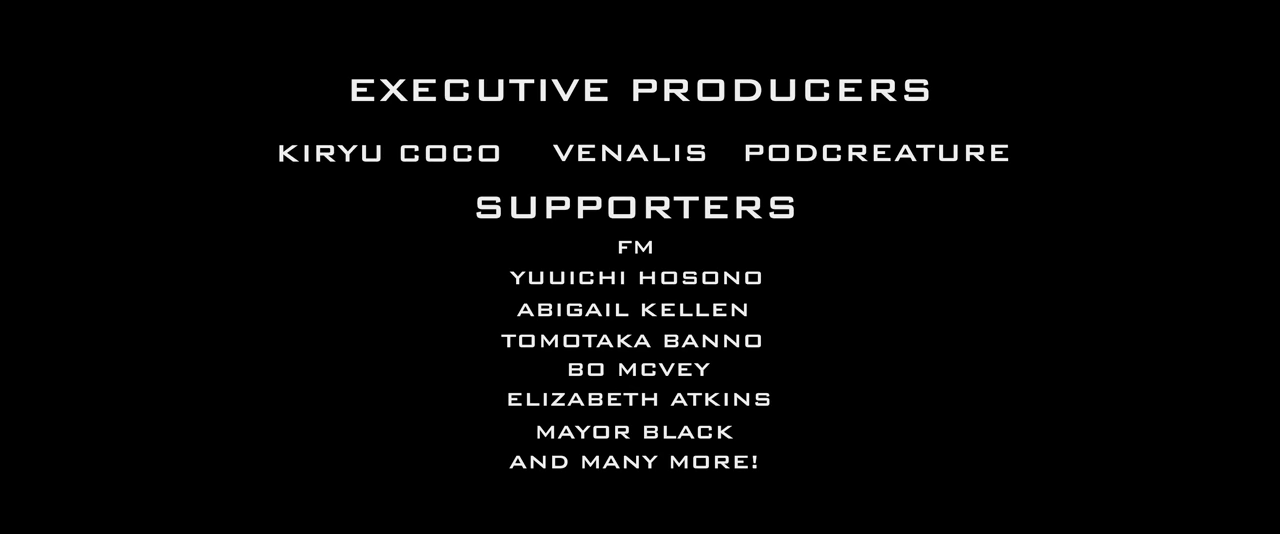 EXECUTIVE PRODUCERS
KIRYU COCO VENALIS PODCREATURE
SUPPORTERS
FM
YUUICHI HOSONO
ABIGAIL KELLEN
TOMOTAKA BANNO
BO MCVEY
ELIZABETH ATKINS
MAYOR BLACK
AND MANY MORE!